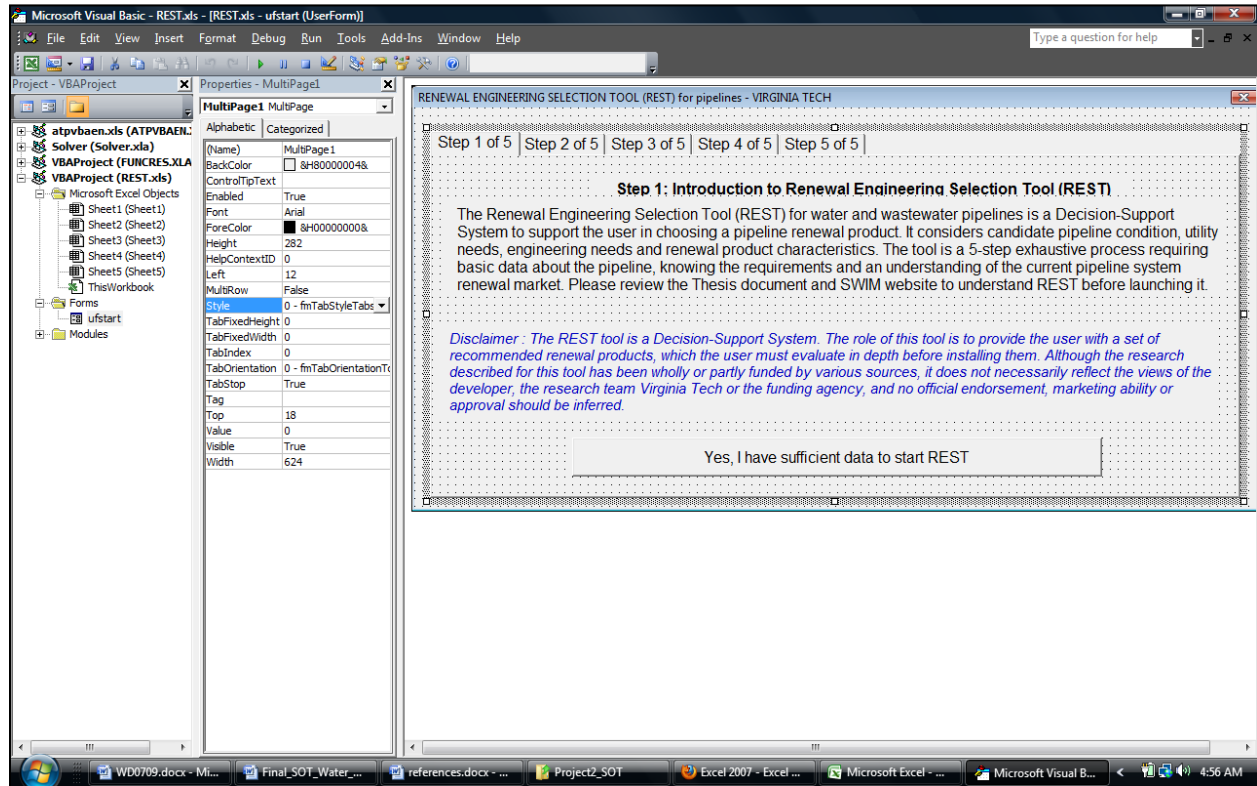 Microsoft Visual Basic - REST.xls - [REST.xls - ufstart (UserForm)]
File Edit View Insert Format Debug Run Tools Add-Ins Window Help
Type a question for help
Project - VBAProject
atpvbaen.xls (ATPVBAEN.
Solver (Solver.xla)
VBAProject (FUNCRES.XLA
VBAProject (REST.xls)
Microsoft Excel Objects
Sheet1 (Sheet1)
Sheet2 (Sheet2)
Sheet3 (Sheet3)
Sheet4 (Sheet4)
Sheet5 (Sheet5)
ThisWorkbook
Forms
ufstart
Modules
Properties - MultiPage1
MultiPage1 MultiPage
Alphabetic Categorized
(Name) MultiPage1
BackColor &H80000004&
ControlTipText
Enabled True
Font Arial
ForeColor &H00000000&
Height 282
HelpContextID 0
Left 12
MultiRow False
Style 0 - fmTabStyleTabs
TabFixedHeight 0
TabFixedWidth 0
TabIndex 0
TabOrientation 0 - fmTabOrientationTo
TabStop True
Tag
Top 18
Value 0
Visible True
Width 624
RENEWAL ENGINEERING SELECTION TOOL (REST) for pipelines - VIRGINIA TECH
Step 1 of 5 Step 2 of 5 Step 3 of 5 Step 4 of 5 Step 5 of 5
Step 1: Introduction to Renewal Engineering Selection Tool (REST)
The Renewal Engineering Selection Tool (REST) for water and wastewater pipelines is a Decision-Support
System to support the user in choosing a pipeline renewal product. It considers candidate pipeline condition, utility
needs, engineering needs and renewal product characteristics. The tool is a 5-step exhaustive process requiring
basic data about the pipeline, knowing the requirements and an understanding of the current pipeline system
renewal market. Please review the Thesis document and SWIM website to understand REST before launching it.
Disclaimer : The REST tool is a Decision-Support System. The role of this tool is to provide the user with a set of
recommended renewal products, which the user must evaluate in depth before installing them. Although the research
described for this tool has been wholly or partly funded by various sources, it does not necessarily reflect the views of the
developer, the research team Virginia Tech or the funding agency, and no official endorsement, marketing ability or
approval should be inferred.
Yes, I have sufficient data to start REST
WD0709.docx - Mi... Final_SOT_Water_... references.docx - ... Project2_SOT Excel 2007 - Excel ... Microsoft Excel - ... Microsoft Visual B... 4:56 AM